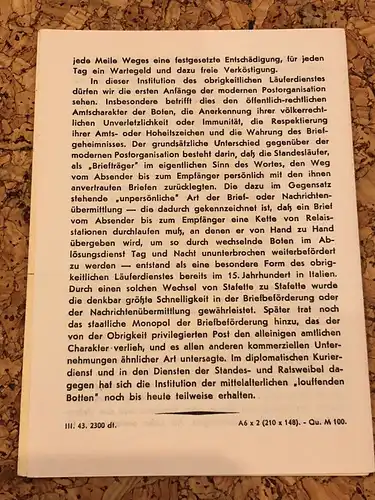 jede Meile Weges eine festgesetzte Entschädigung, für jeden
Tag ein Wartegeld und dazu freie Verköstigung.
In dieser Institution des obrigkeitlichen Läuferdienstes
dürfen wir die ersten Anfänge der modernen Postorganisation
sehen. Insbesondere betrifft dies den öffentlich-rechtlichen
Amtscharakter der Boten, die Anerkennung ihrer völkerrecht-
lichen Unverletzlichkeit oder Immunität, die Respektierung
ihrer Amts- oder Hoheitszeichen und die Wahrung des Brief-
geheimnisses. Der grundsätzliche Unterschied gegenüber der
modernen Postorganisation besteht darin, daß die Standesläufer,
als „Briefträger" im eigentlichen Sinn des Wortes, den Weg
vom Absender bis zum Empfänger persönlich mit den ihnen
anvertrauten Briefen zurücklegten. Die dazu im Gegensatz
stehende „unpersönliche" Art der Brief- oder Nachrichten-
übermittlung — die dadurch gekennzeichnet ist, daß ein Brief
vom Absender bis zum Empfänger eine Kette von Relais-
stationen durchlaufen muß, an denen er von Hand zu Hand
übergeben wird, um so durch wechselnde Boten im Ab-
lösungsdienst Tag und Nacht ununterbrochen weiterbefördert
zu werden — entstand als eine besondere Form des obrig-
keitlichen Läuferdienstes bereits im 15. Jahrhundert in Italien.
Durch einen solchen Wechsel von Stafette zu Stafette wurde
die denkbar größte Schnelligkeit in der Briefbeförderung oder
der Nachrichtenübermittlung gewährleistet. Später trat noch
das staatliche Monopol der Briefbeförderung hinzu, das der
von der Obrigkeit privilegierten Post den alleinigen amtlichen
Charakter verlieh, und es allen anderen kommerziellen Unter-
nehmungen ähnlicher Art untersagte. Im diplomatischen Kurier-
dienst und in den Diensten der Standes- und Ratsweibel da-
gegen hat sich die Institution der mittelalterlichen „louffenden
Botten" noch bis heute teilweise erhalten.
III. 43. 2300 dt. A6 x 2 (210 x 148). - Qu. M 100.